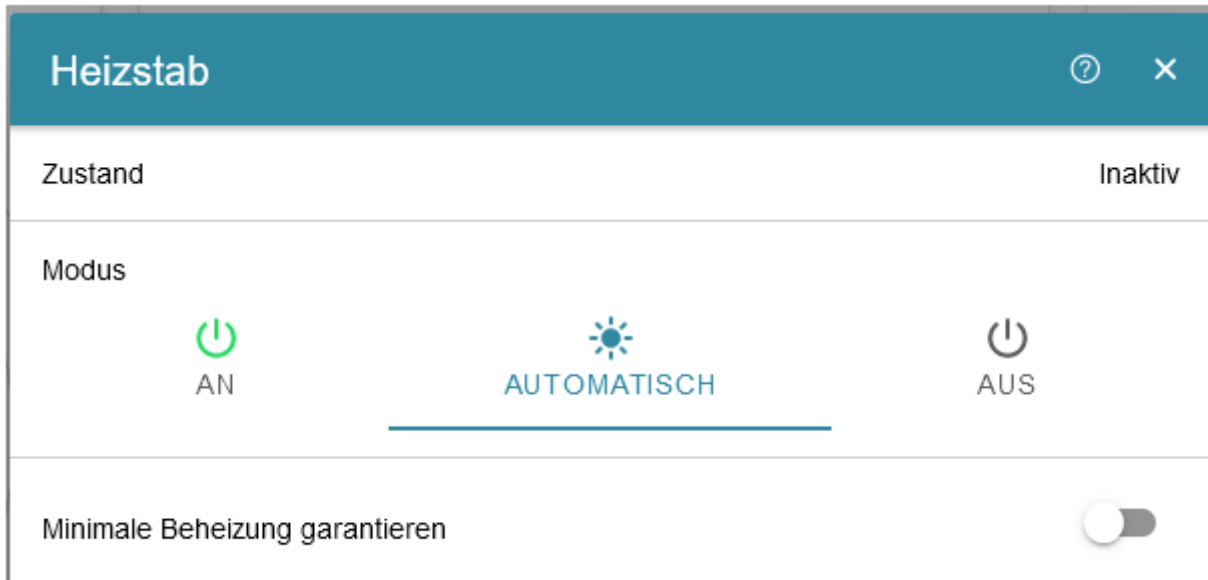 Heizstab
Zustand Inaktiv
Modus
AN AUTOMATISCH AUS
Minimale Beheizung garantieren